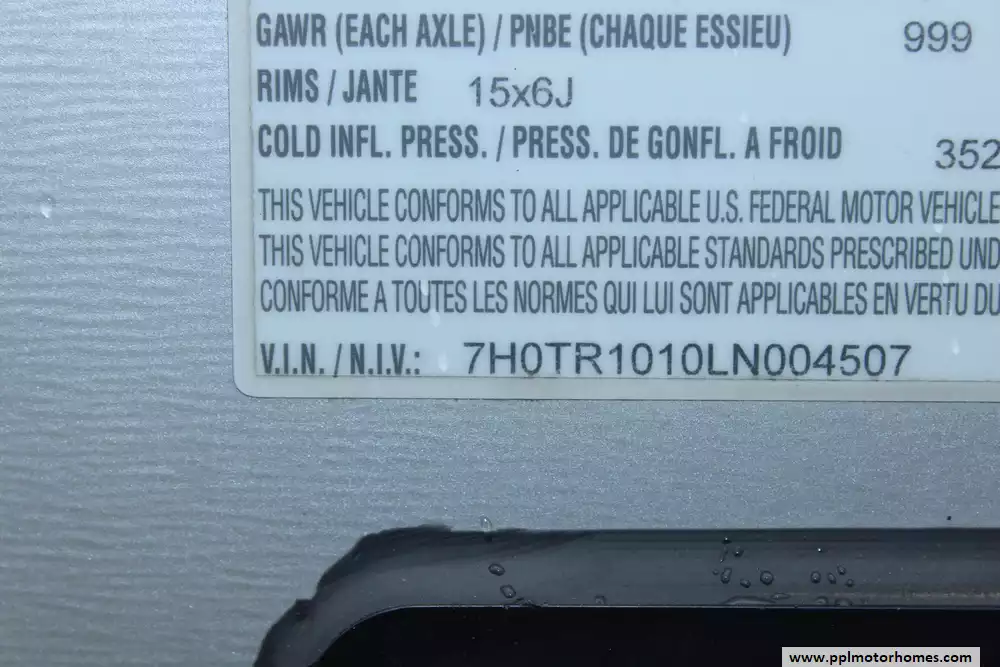 GAWR (EACH AXLE) / PNBE (CHAQUE ESSIEU) 999
RIMS / JANTE 15x6J
COLD INFL. PRESS. / PRESS. DE GONFL. A FROID 352
THIS VEHICLE CONFORMS TO ALL APPLICABLE U.S. FEDERAL MOTOR VEHICLE
THIS VEHICLE CONFORMS TO ALL APPLICABLE STANDARDS PRESCRIBED UND
CONFORME A TOUTES LES NORMES QUI LUI SONT APPLICABLES EN VERTU DU
V.I.N. / N.I.V.: 7H0TR1010LN004507
www.pplmotorhomes.com